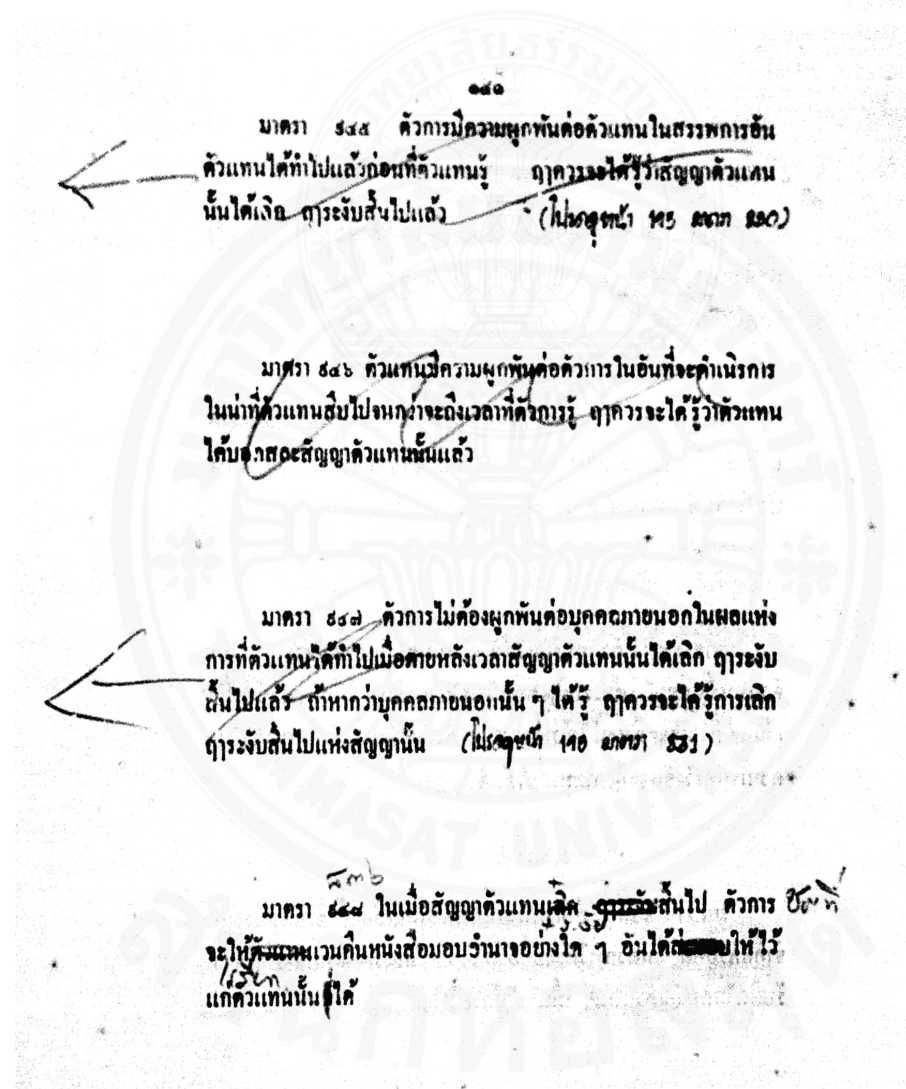 ๑๔๑
มาตรา ๘๔๕ ตัวการมีความผูกพันต่อตัวแทนในสรรพการอัน
ตัวแทนได้ทำไปแล้วก่อนที่ตัวแทนรู้ ฤๅควรจะได้รู้ว่าสัญญาตัวแทน
นั้นได้เลิก ฤๅระงับสิ้นไปแล้ว (โปรดดูหน้า
มาตรา ๘๔๖ ตัวแทนมีความผูกพันต่อตัวการในอันที่จะดำเนิรการ
ในน่าที่ตัวแทนสืบไปจนกว่าจะถึงเวลาที่ตัวการรู้ ฤๅควรจะได้รู้ว่าตัวแทน
ได้บอกสละสัญญาตัวแทนนั้นแล้ว
มาตรา ๘๔๗ ตัวการไม่ต้องผูกพันต่อบุคคลภายนอกในผลแห่ง
การที่ตัวแทนได้ทำไปเมื่อภายหลังเวลาสัญญาตัวแทนนั้นได้เลิก ฤๅระงับ
สิ้นไปแล้ว ถ้าหากว่าบุคคลภายนอกนั้น ๆ ได้รู้ ฤๅควรจะได้รู้การเลิก
ฤๅระงับสิ้นไปแห่งสัญญานั้น (โปรดดูหน้า
มาตรา ๘๔๘ ในเมื่อสัญญาตัวแทนเลิก ฤๅระงับสิ้นไป ตัวการ
จะให้ตัวแทนเวนคืนหนังสือมอบอำนาจอย่างใด ๆ อันได้ส่งมอบให้ไว้
แก่ตัวแทนนั้นก็ได้
THAMMASAT UNIVERSITY